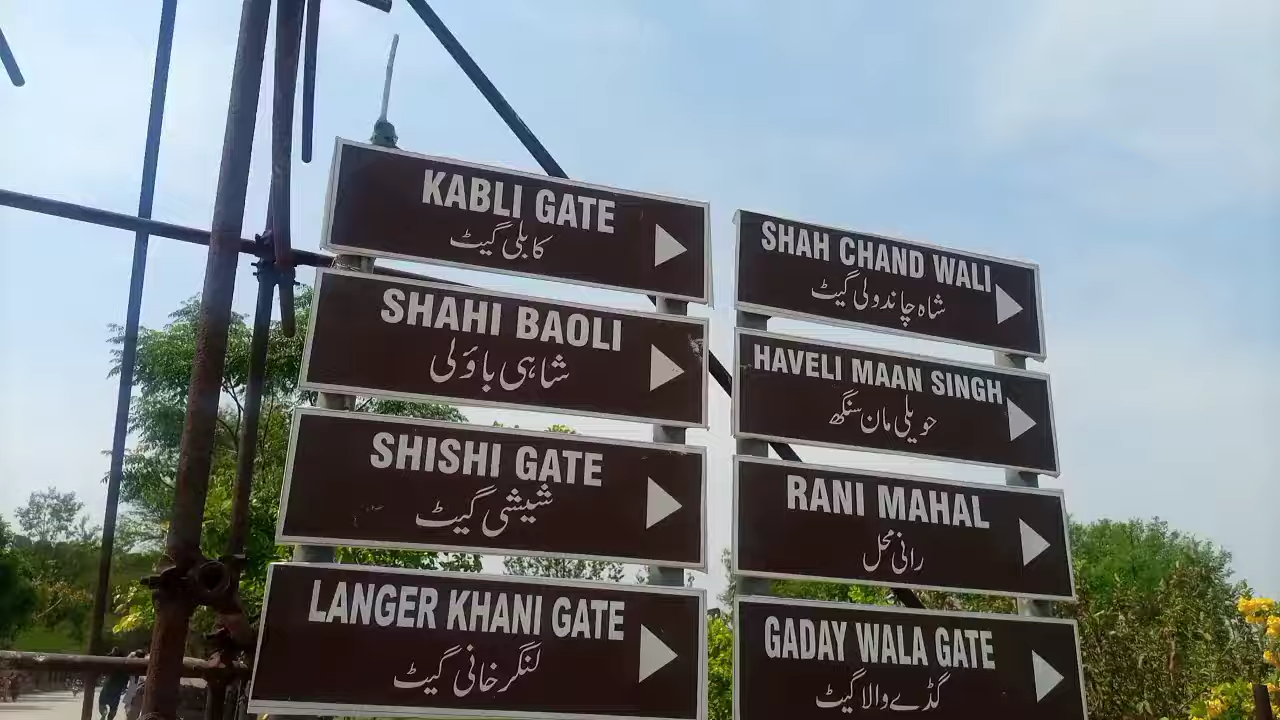 KABLI GATE
کابلی گیٹ
SHAHI BAOLI
شاہی باؤلی
SHISHI GATE
شیشی گیٹ
LANGER KHANI GATE
لنگر خانی گیٹ
SHAH CHAND WALI
شاہ چاندولی گیٹ
HAVELI MAAN SINGH
حویلی مان سنگھ
RANI MAHAL
رانی محل
GADAY WALA GATE
گڈے والا گیٹ